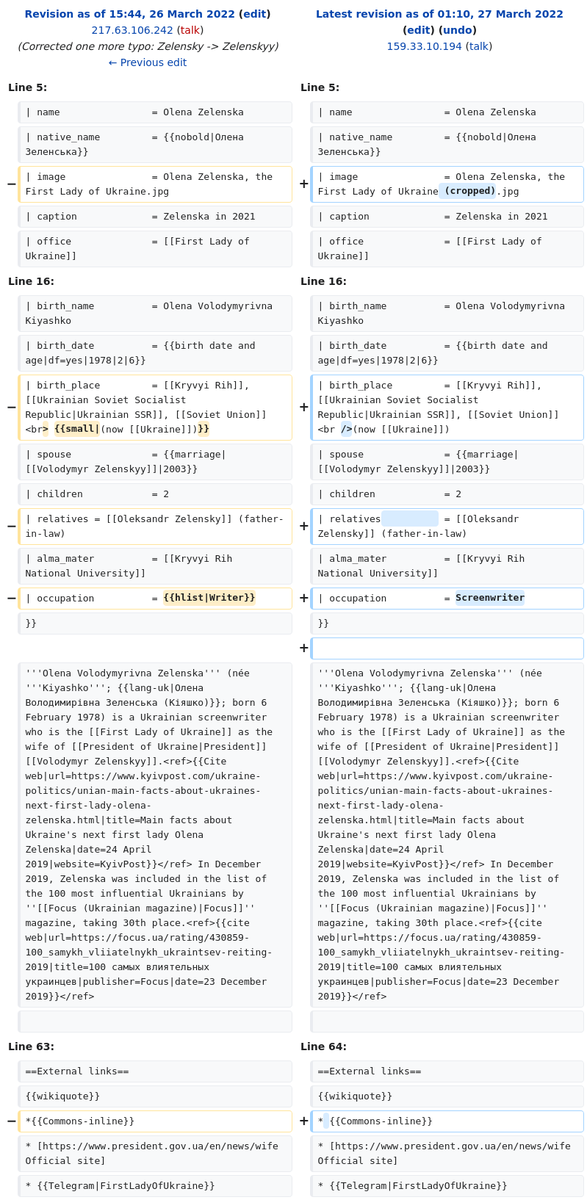 Revision as of 15:44, 26 March 2022 (edit)
217.63.106.242 (talk)
(Corrected one more typo: Zelensky -> Zelenskyy)
← Previous edit
Latest revision as of 01:10, 27 March 2022
(edit) (undo)
159.33.10.194 (talk)
Line 5:
| name = Olena Zelenska
| native_name = {{nobold|Олена
Зеленська}}
− | image = Olena Zelenska, the
First Lady of Ukraine.jpg
| caption = Zelenska in 2021
| office = [[First Lady of
Ukraine]]
Line 5:
| name = Olena Zelenska
| native_name = {{nobold|Олена
Зеленська}}
+ | image = Olena Zelenska, the
First Lady of Ukraine (cropped).jpg
| caption = Zelenska in 2021
| office = [[First Lady of
Ukraine]]
Line 16:
| birth_name = Olena Volodymyrivna
Kiyashko
| birth_date = {{birth date and
age|df=yes|1978|2|6}}
− | birth_place = [[Kryvyi Rih]],
[[Ukrainian Soviet Socialist
Republic|Ukrainian SSR]], [[Soviet Union]]
<br> {{small|(now [[Ukraine]])}}
| spouse = {{marriage|
[[Volodymyr Zelenskyy]]|2003}}
| children = 2
− | relatives = [[Oleksandr Zelensky]] (father-
in-law)
| alma_mater = [[Kryvyi Rih
National University]]
− | occupation = {{hlist|Writer}}
}}
'''Olena Volodymyrivna Zelenska''' (née
'''Kiyashko'''; {{lang-uk|Олена
Володимирівна Зеленська (Кіяшко)}}; born 6
February 1978) is a Ukrainian screenwriter
who is the [[First Lady of Ukraine]] as the
wife of [[President of Ukraine|President]]
[[Volodymyr Zelenskyy]].<ref>{{Cite
web|url=https://www.kyivpost.com/ukraine-
politics/unian-main-facts-about-ukraines-
next-first-lady-olena-
zelenska.html|title=Main facts about
Ukraine's next first lady Olena
Zelenska|date=24 April
2019|website=KyivPost}}</ref> In December
2019, Zelenska was included in the list of
the 100 most influential Ukrainians by
''[[Focus (Ukrainian magazine)|Focus]]''
magazine, taking 30th place.<ref>{{cite
web|url=https://focus.ua/rating/430859-
100_samykh_vliiatelnykh_ukraintsev-reiting-
2019|title=100 самых влиятельных
украинцев|publisher=Focus|date=23 December
2019}}</ref>
Line 16:
| birth_name = Olena Volodymyrivna
Kiyashko
| birth_date = {{birth date and
age|df=yes|1978|2|6}}
+ | birth_place = [[Kryvyi Rih]],
[[Ukrainian Soviet Socialist
Republic|Ukrainian SSR]], [[Soviet Union]]
<br />(now [[Ukraine]])
| spouse = {{marriage|
[[Volodymyr Zelenskyy]]|2003}}
| children = 2
+ | relatives = [[Oleksandr
Zelensky]] (father-in-law)
| alma_mater = [[Kryvyi Rih
National University]]
+ | occupation = Screenwriter
}}
+
'''Olena Volodymyrivna Zelenska''' (née
'''Kiyashko'''; {{lang-uk|Олена
Володимирівна Зеленська (Кіяшко)}}; born 6
February 1978) is a Ukrainian screenwriter
who is the [[First Lady of Ukraine]] as the
wife of [[President of Ukraine|President]]
[[Volodymyr Zelenskyy]].<ref>{{Cite
web|url=https://www.kyivpost.com/ukraine-
politics/unian-main-facts-about-ukraines-
next-first-lady-olena-
zelenska.html|title=Main facts about
Ukraine's next first lady Olena
Zelenska|date=24 April
2019|website=KyivPost}}</ref> In December
2019, Zelenska was included in the list of
the 100 most influential Ukrainians by
''[[Focus (Ukrainian magazine)|Focus]]''
magazine, taking 30th place.<ref>{{cite
web|url=https://focus.ua/rating/430859-
100_samykh_vliiatelnykh_ukraintsev-reiting-
2019|title=100 самых влиятельных
украинцев|publisher=Focus|date=23 December
2019}}</ref>
Line 63:
==External links==
{{wikiquote}}
− *{{Commons-inline}}
* [https://www.president.gov.ua/en/news/wife
Official site]
* {{Telegram|FirstLadyOfUkraine}}
Line 64:
==External links==
{{wikiquote}}
+ * {{Commons-inline}}
* [https://www.president.gov.ua/en/news/wife
Official site]
* {{Telegram|FirstLadyOfUkraine}}